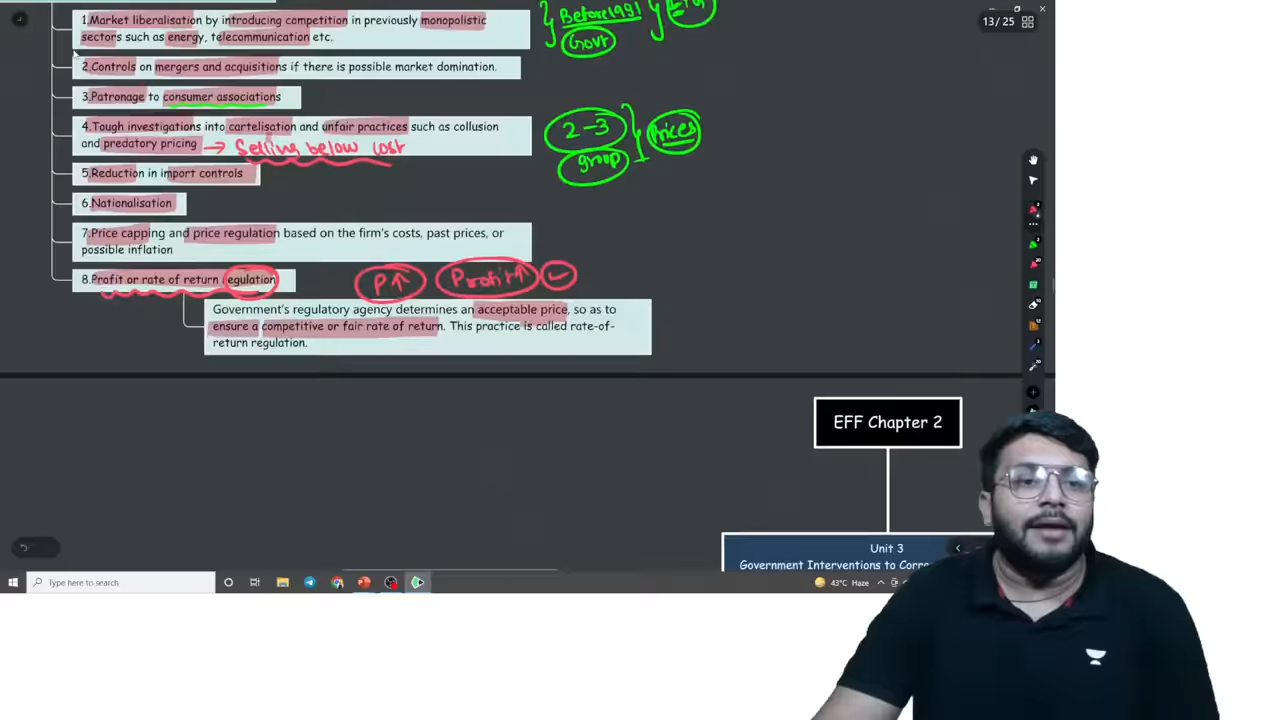 1.Market liberalisation by introducing competition in previously monopolistic
sectors such as energy, telecommunication etc.
Before 1991
Govt
13 / 25
2.Controls on mergers and acquisitions if there is possible market domination.
3.Patronage to consumer associations
4.Tough investigations into cartelisation and unfair practices such as collusion
and predatory pricing → Selling below cost
2-3
group
Prices
5.Reduction in import controls
6.Nationalisation
7.Price capping and price regulation based on the firm's costs, past prices, or
possible inflation
8.Profit or rate of return egulation
P↑ Profit↑
Government's regulatory agency determines an acceptable price, so as to
ensure a competitive or fair rate of return. This practice is called rate-of-
return regulation.
EFF Chapter 2
Unit 3
Government Interventions to
Type here to search
43°C Haze